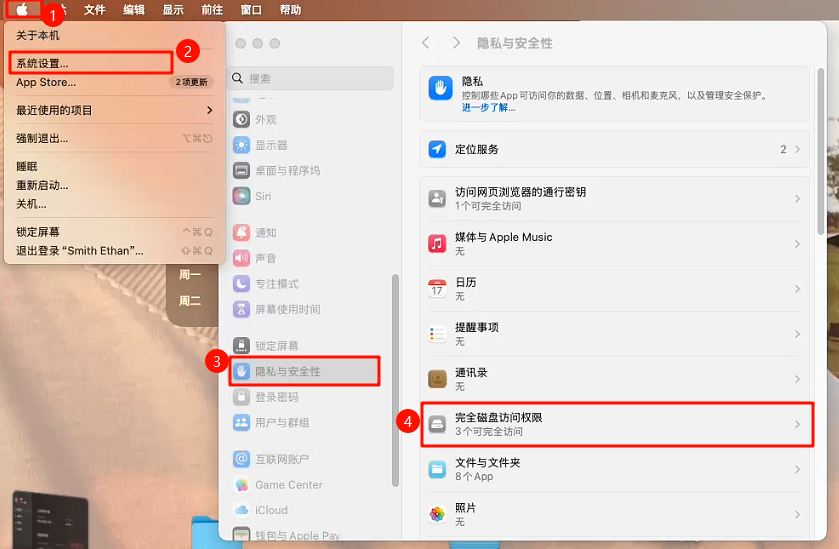 1
文件 编辑 显示 前往 窗口 帮助
关于本机
2
系统设置...
App Store... 2项更新
最近使用的项目
强制退出...
睡眠
重新启动...
关机...
锁定屏幕 ^⌘Q
退出登录 “Smith Ethan”... ⇧⌘Q
周一
周二
搜索
外观
显示器
桌面与程序坞
Siri
通知
声音
专注模式
屏幕使用时间
锁定屏幕
3
隐私与安全性
登录密码
用户与群组
互联网账户
Game Center
iCloud
钱包与 Apple Pay
隐私与安全性
隐私
控制哪些 App 可访问你的数据、位置、相机和麦克风，以及管理安全保护。
进一步了解...
定位服务 2
访问网页浏览器的通行密钥
1个可完全访问
媒体与 Apple Music
无
17
日历
无
提醒事项
无
通讯录
无
4
完全磁盘访问权限
3个可完全访问
文件与文件夹
8个 App
照片
无